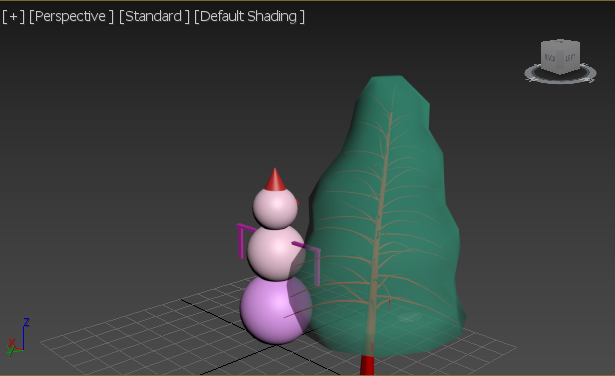 [+] [Perspective ] [Standard ] [Default Shading ]
Z
X